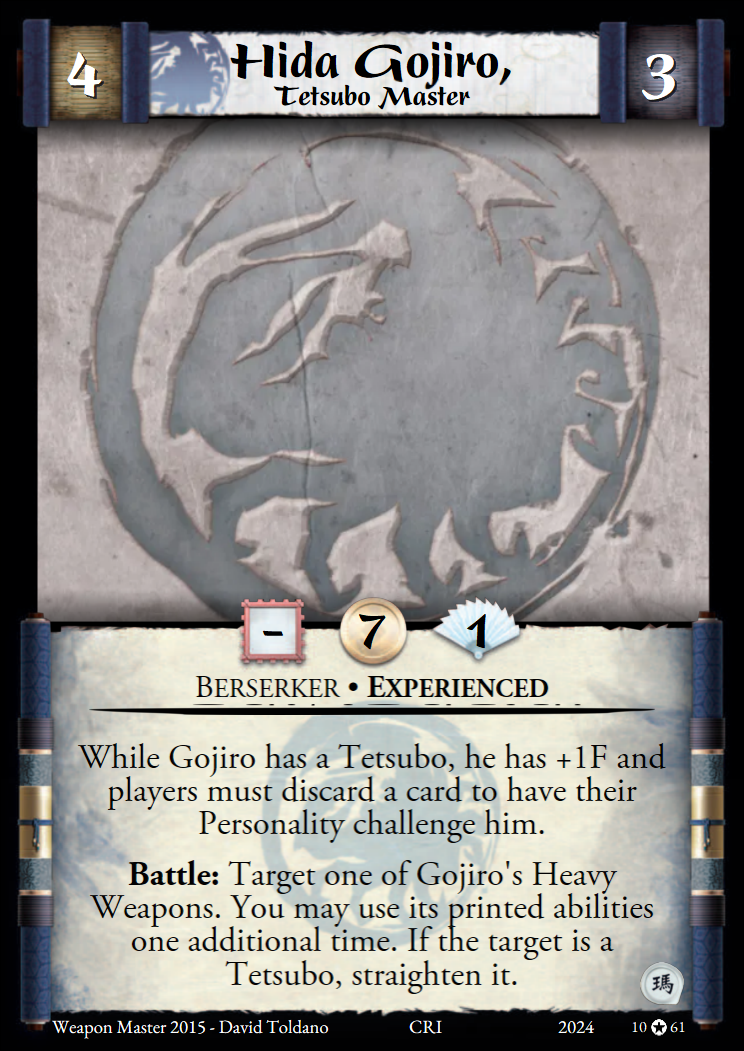 4
Hida Gojiro,
Tetsubo Master
3
-
7
1
BERSERKER • EXPERIENCED
While Gojiro has a Tetsubo, he has +1F and
players must discard a card to have their
Personality challenge him.
Battle: Target one of Gojiro's Heavy
Weapons. You may use its printed abilities
one additional time. If the target is a
Tetsubo, straighten it.
瑪
Weapon Master 2015 - David Toldano CRI 2024 10 ✪ 61